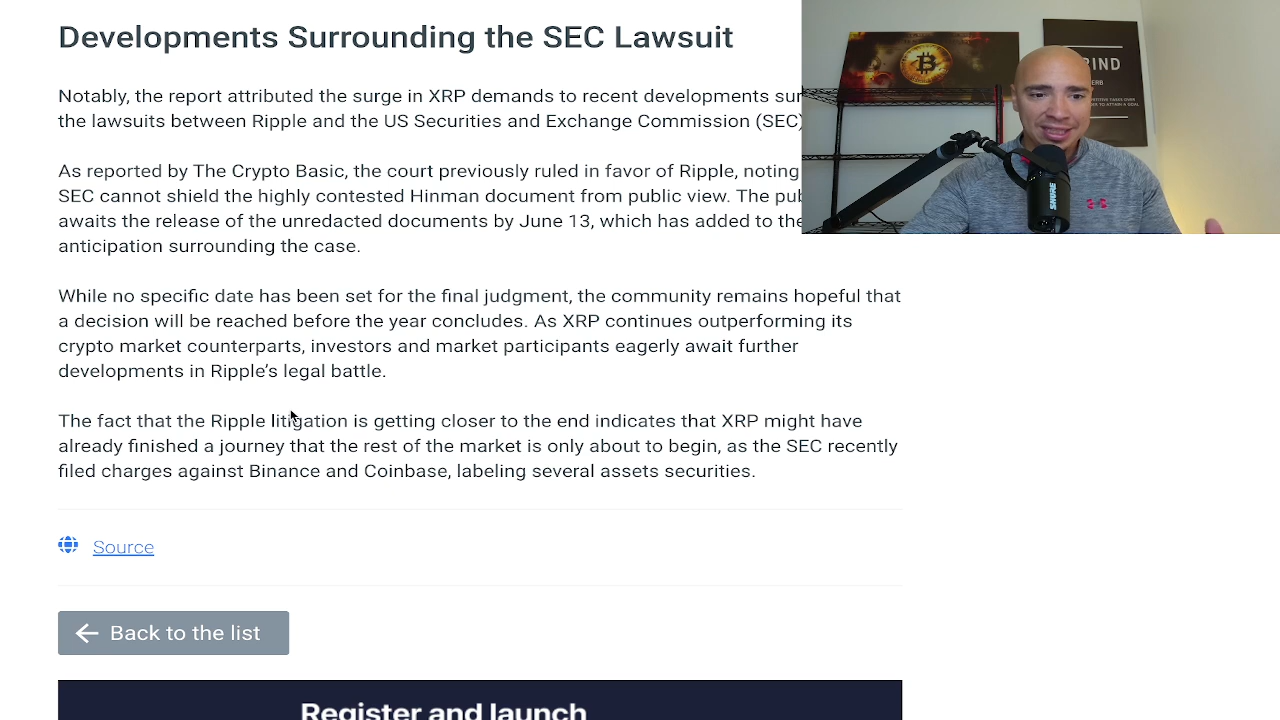 Developments Surrounding the SEC Lawsuit
Notably, the report attributed the surge in XRP demands to recent developments
the lawsuits between Ripple and the US Securities and Exchange Commission (SEC)
As reported by The Crypto Basic, the court previously ruled in favor of Ripple, noting
SEC cannot shield the highly contested Hinman document from public view. The
awaits the release of the unredacted documents by June 13, which has added to the
anticipation surrounding the case.
While no specific date has been set for the final judgment, the community remains hopeful that
a decision will be reached before the year concludes. As XRP continues outperforming its
crypto market counterparts, investors and market participants eagerly await further
developments in Ripple’s legal battle.
The fact that the Ripple litigation is getting closer to the end indicates that XRP might have
already finished a journey that the rest of the market is only about to begin, as the SEC recently
filed charges against Binance and Coinbase, labeling several assets securities.
Source
Back to the list
Register and launch
SHURE